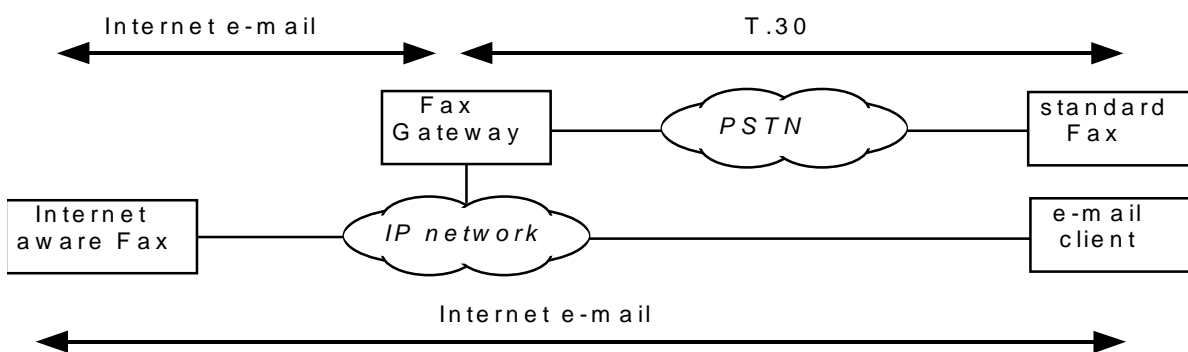 Internet e-mail
T.30
Fax
Gateway
PSTN
standard
Fax
Internet
aware Fax
IP network
e-mail
client
Internet e-mail